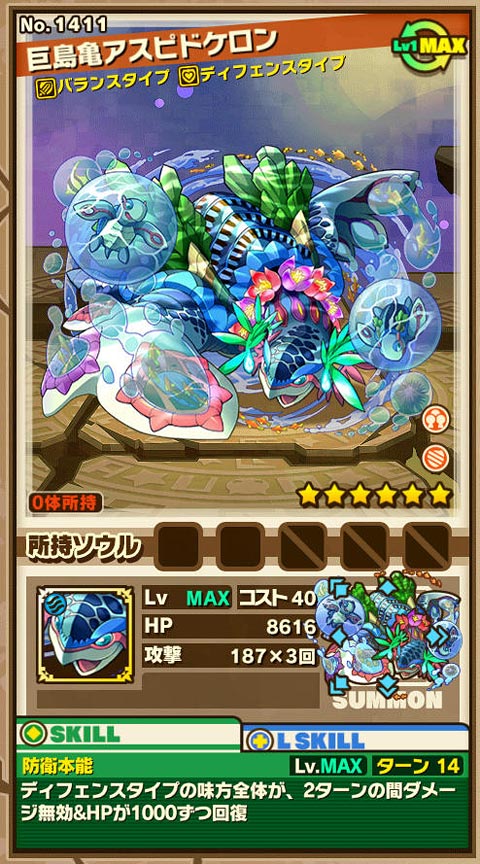 No.1411
巨島亀アスピドケロン
Lv1 MAX
バランスタイプ ディフェンスタイプ
0体所持
所持ソウル
Lv MAX コスト 40
HP 8616
攻撃 187×3回
SUMMON
SKILL
L SKILL
防衛本能 Lv.MAX ターン 14
ディフェンスタイプの味方全体が、2ターンの間ダメー
ジ無効&HPが1000ずつ回復